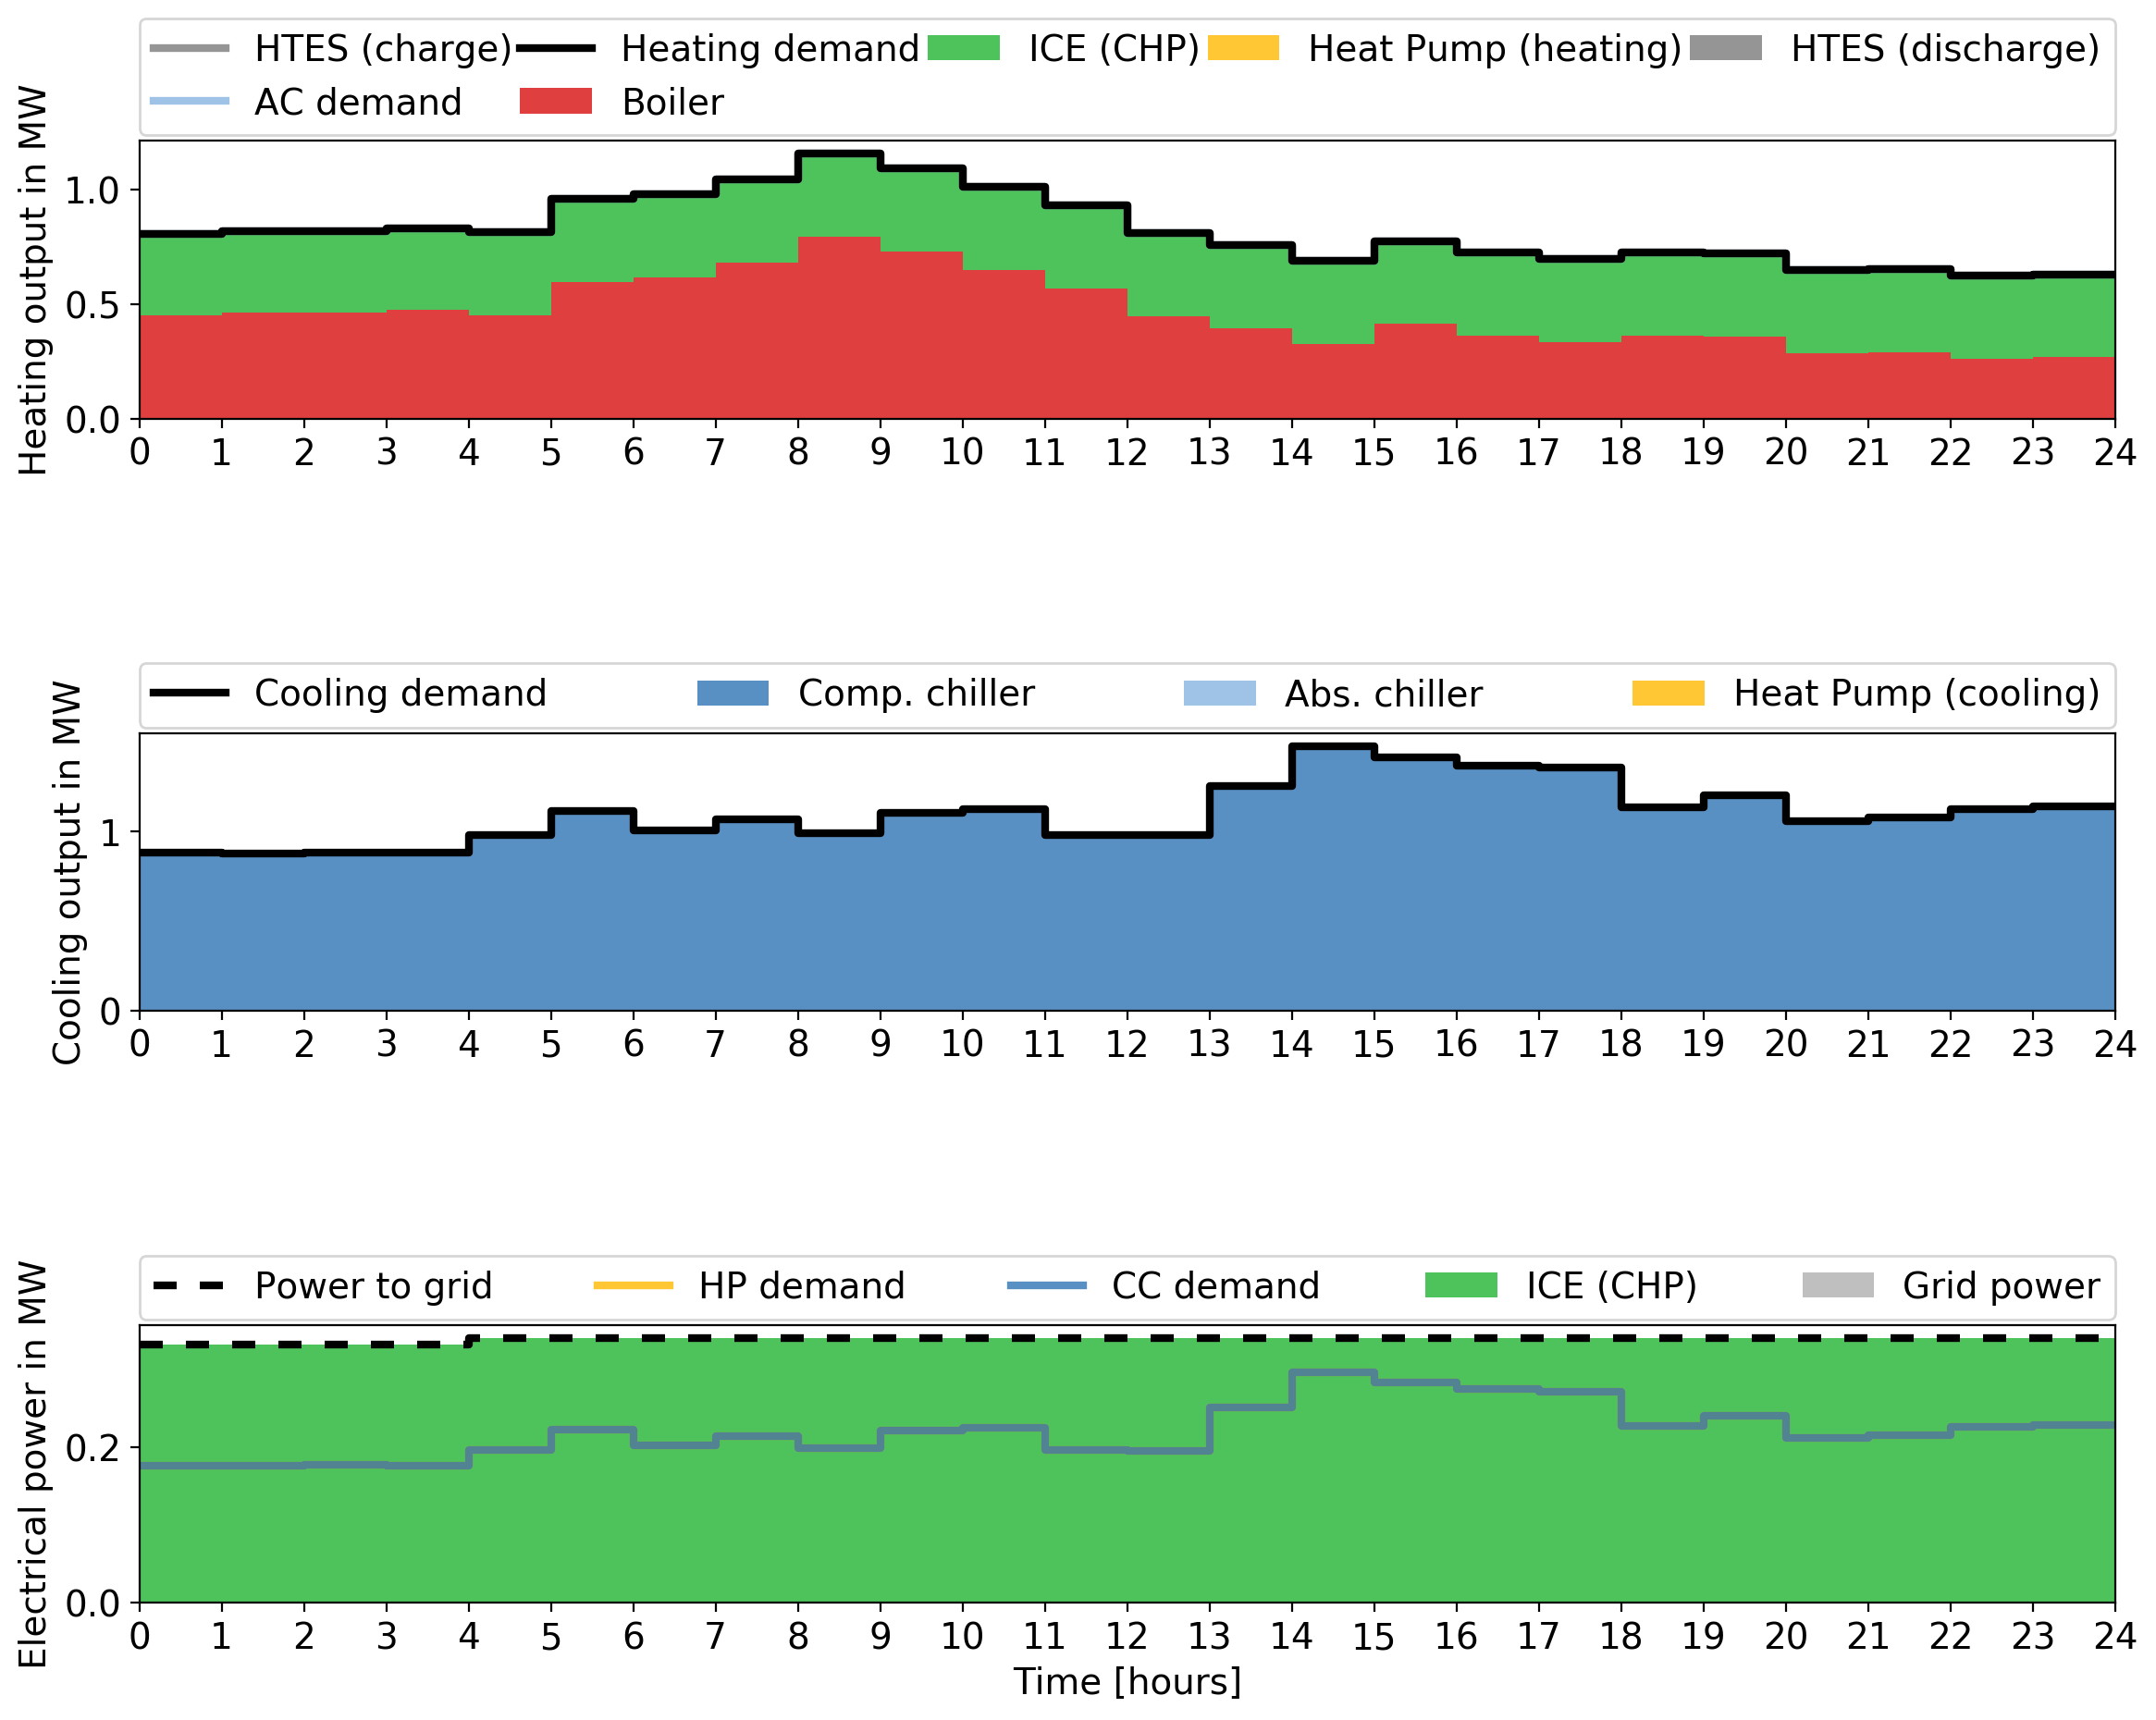 HTES (charge) Heating demand ICE (CHP) Heat Pump (heating) HTES (discharge)
AC demand Boiler
Heating output in MW
1.0
0.5
0.0
0 1 2 3 4 5 6 7 8 9 10 11 12 13 14 15 16 17 18 19 20 21 22 23 24
Cooling demand Comp. chiller Abs. chiller Heat Pump (cooling)
Cooling output in MW
1
0
0 1 2 3 4 5 6 7 8 9 10 11 12 13 14 15 16 17 18 19 20 21 22 23 24
Power to grid HP demand CC demand ICE (CHP) Grid power
Electrical power in MW
0.2
0.0
0 1 2 3 4 5 6 7 8 9 10 11 12 13 14 15 16 17 18 19 20 21 22 23 24
Time [hours]